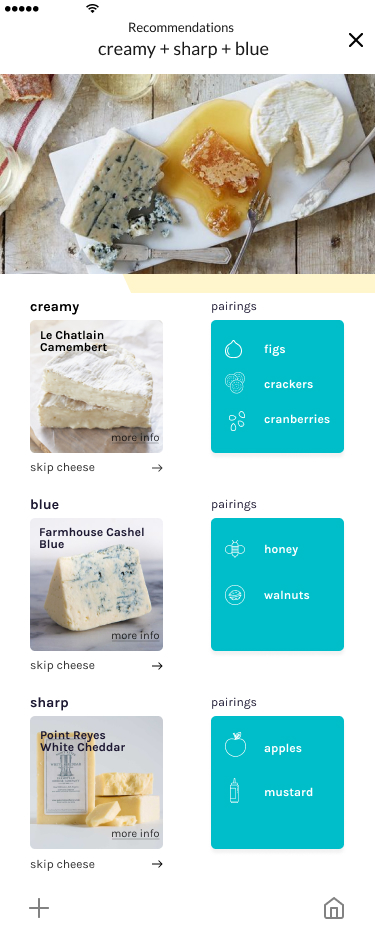 Recommendations
creamy + sharp + blue
creamy
pairings
Le Chatlain
Camembert
more info
figs
crackers
cranberries
skip cheese
blue
pairings
Farmhouse Cashel
Blue
more info
honey
walnuts
skip cheese
sharp
pairings
Point Reyes
White Cheddar
more info
apples
mustard
skip cheese